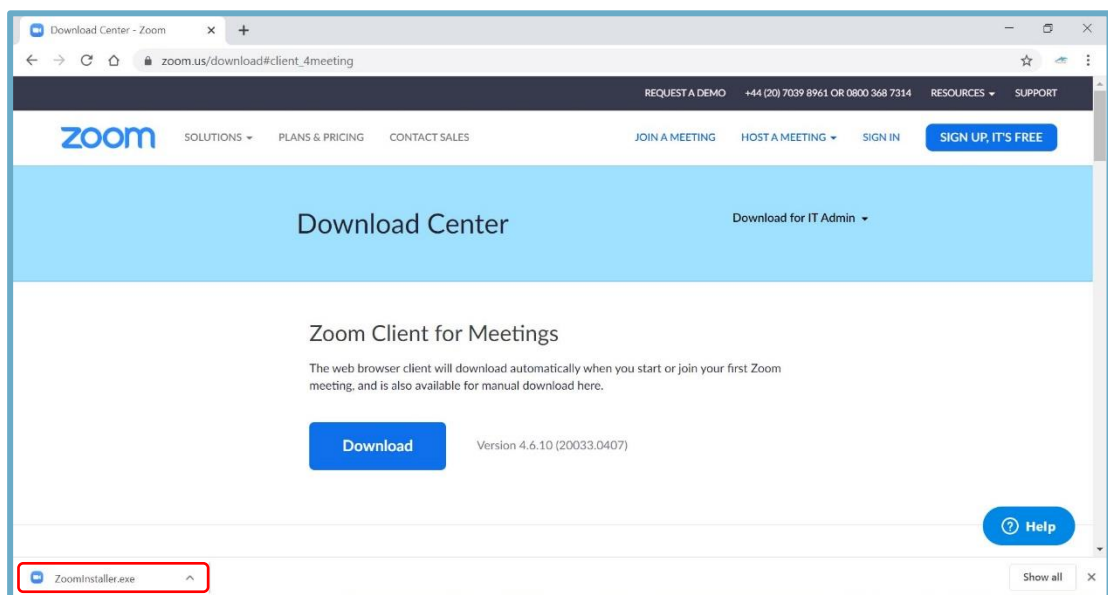 Download Center - Zoom
zoom.us/download#client_4meeting
REQUEST A DEMO +44 (20) 7039 8961 OR 0800 368 7314 RESOURCES SUPPORT
zoom SOLUTIONS PLANS & PRICING CONTACT SALES JOIN A MEETING HOST A MEETING SIGN IN SIGN UP, IT'S FREE
Download Center Download for IT Admin
Zoom Client for Meetings
The web browser client will download automatically when you start or join your first Zoom
meeting, and is also available for manual download here.
Download Version 4.6.10 (20033.0407)
Help
ZoomInstaller.exe Show all